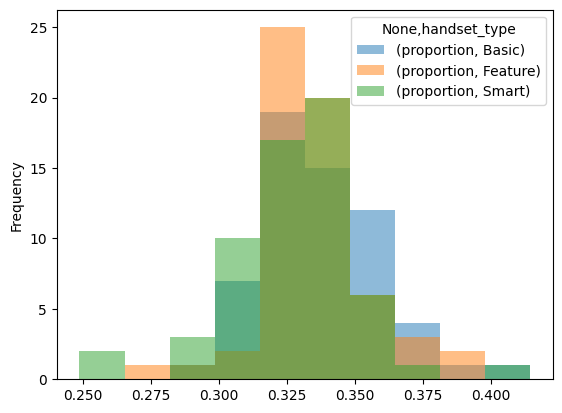 25
20
15
10
5
0
Frequency
None,handset_type
(proportion, Basic)
(proportion, Feature)
(proportion, Smart)
0.250 0.275 0.300 0.325 0.350 0.375 0.400